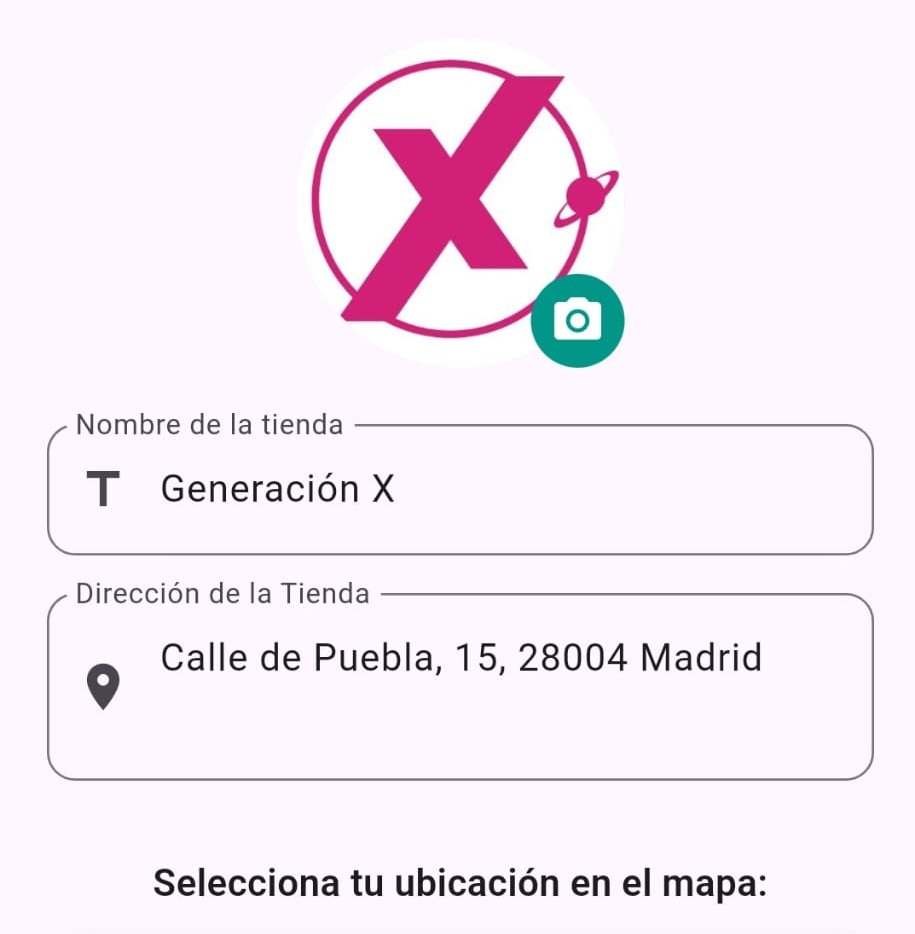 X
Nombre de la tienda
Generación X
Dirección de la Tienda
Calle de Puebla, 15, 28004 Madrid
Selecciona tu ubicación en el mapa: